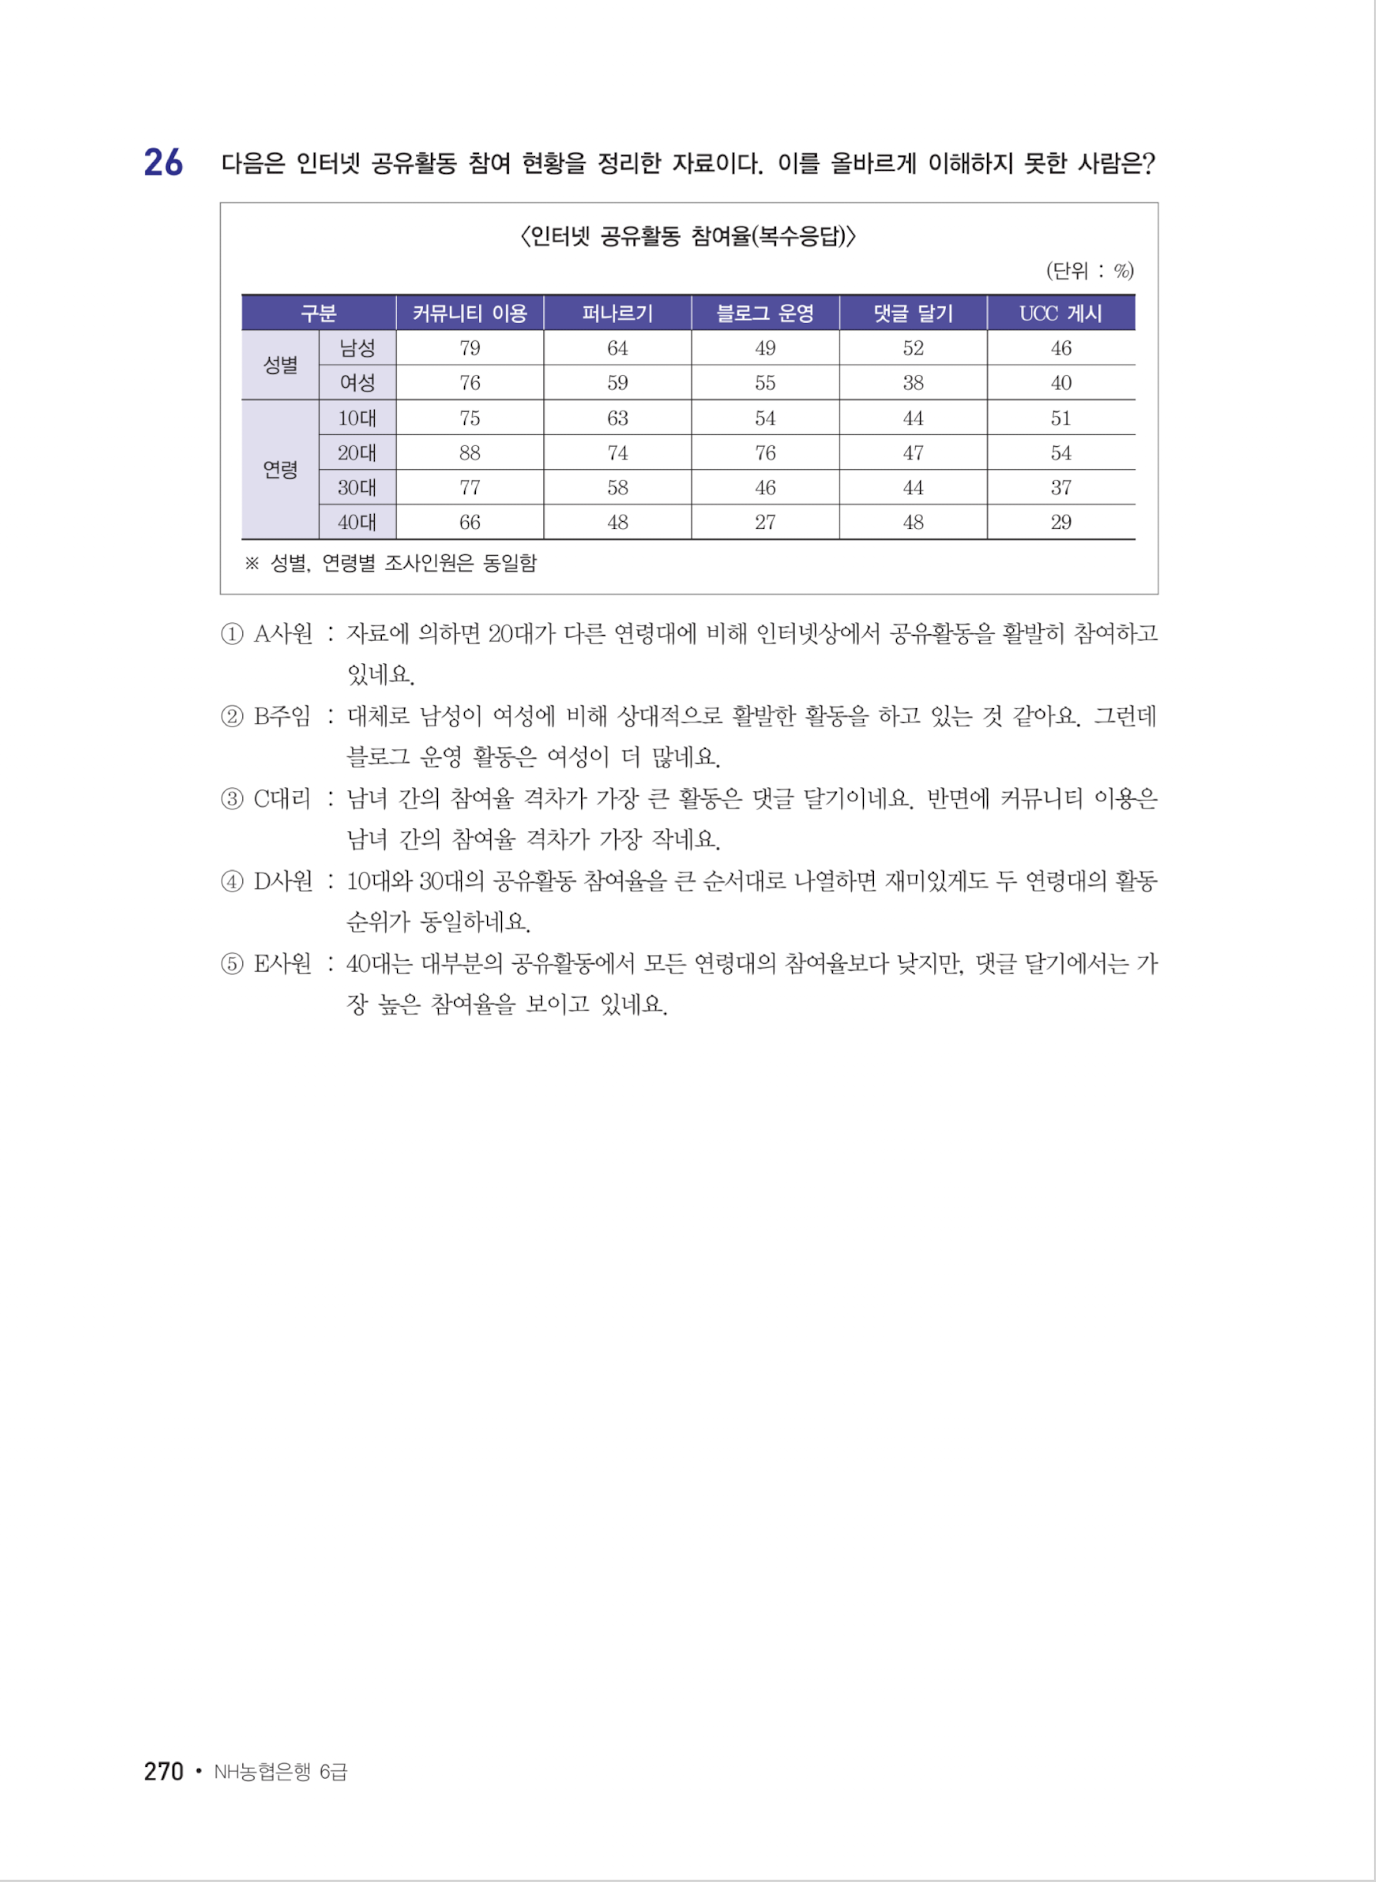 26 다음은 인터넷 공유활동 참여 현황을 정리한 자료이다. 이를 올바르게 이해하지 못한 사람은?
〈인터넷 공유활동 참여율(복수응답)〉
(단위 : %)
구분 커뮤니티 이용 퍼나르기 블로그 운영 댓글 달기 UCC 게시
성별 남성 79 64 49 52 46
여성 76 59 55 38 40
연령 10대 75 63 54 44 51
20대 88 74 76 47 54
30대 77 58 46 44 37
40대 66 48 27 48 29
※ 성별, 연령별 조사인원은 동일함
① A사원 : 자료에 의하면 20대가 다른 연령대에 비해 인터넷상에서 공유활동을 활발히 참여하고
있네요.
② B주임 : 대체로 남성이 여성에 비해 상대적으로 활발한 활동을 하고 있는 것 같아요. 그런데
블로그 운영 활동은 여성이 더 많네요.
③ C대리 : 남녀 간의 참여율 격차가 가장 큰 활동은 댓글 달기이네요. 반면에 커뮤니티 이용은
남녀 간의 참여율 격차가 가장 작네요.
④ D사원 : 10대와 30대의 공유활동 참여율을 큰 순서대로 나열하면 재미있게도 두 연령대의 활동
순위가 동일하네요.
⑤ E사원 : 40대는 대부분의 공유활동에서 모든 연령대의 참여율보다 낮지만, 댓글 달기에서는 가
장 높은 참여율을 보이고 있네요.
270 • NH농협은행 6급